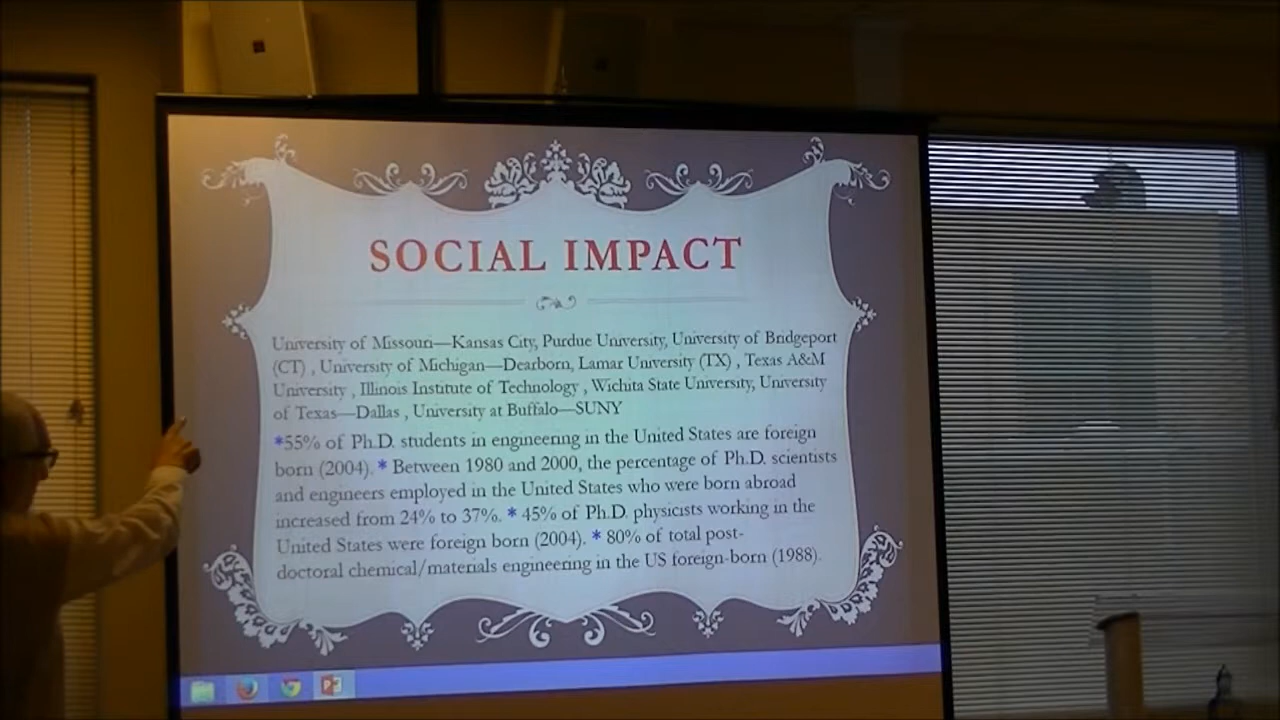 SOCIAL IMPACT
University of Missouri—Kansas City, Purdue University, University of Bridgeport
(CT) , University of Michigan—Dearborn, Lamar University (TX) , Texas A&M
University , Illinois Institute of Technology , Wichita State University, University
of Texas—Dallas , University at Buffalo—SUNY
*55% of Ph.D. students in engineering in the United States are foreign
born (2004). * Between 1980 and 2000, the percentage of Ph.D. scientists
and engineers employed in the United States who were born abroad
increased from 24% to 37%. * 45% of Ph.D. physicists working in the
United States were foreign born (2004). * 80% of total post-
doctoral chemical/materials engineering in the US foreign-born (1988).